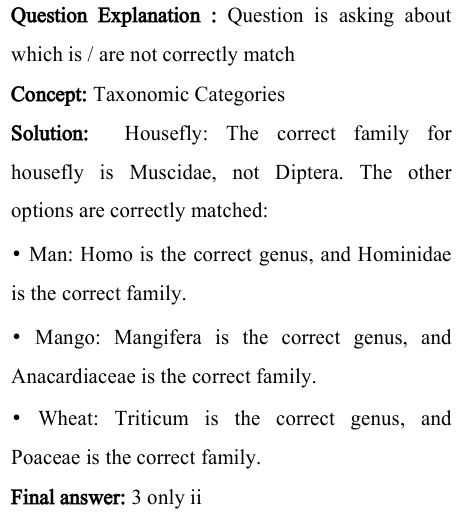 Question Explanation : Question is asking about
which is / are not correctly match
Concept: Taxonomic Categories
Solution: Housefly: The correct family for
housefly is Muscidae, not Diptera. The other
options are correctly matched:
• Man: Homo is the correct genus, and Hominidae
is the correct family.
• Mango: Mangifera is the correct genus, and
Anacardiaceae is the correct family.
• Wheat: Triticum is the correct genus, and
Poaceae is the correct family.
Final answer: 3 only ii